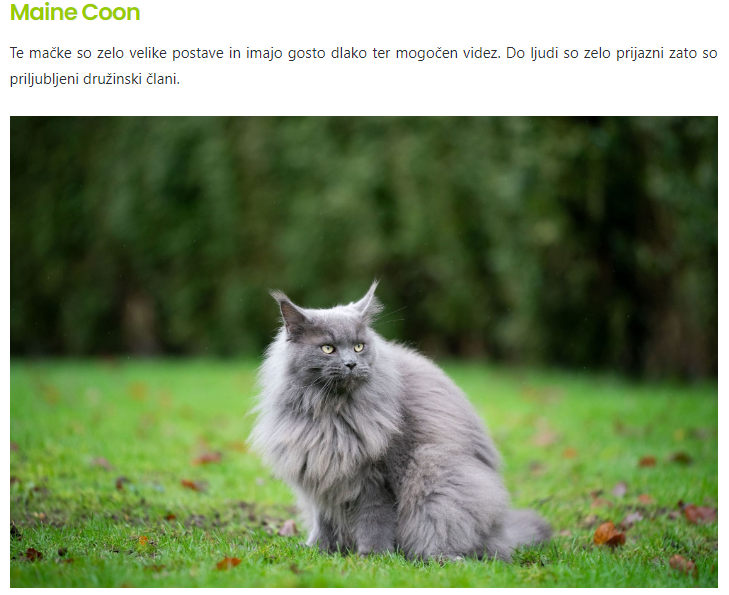 Maine Coon
Te mačke so zelo velike postave in imajo gosto dlako ter mogočen videz. Do ljudi so zelo prijazni zato so
priljubljeni družinski člani.